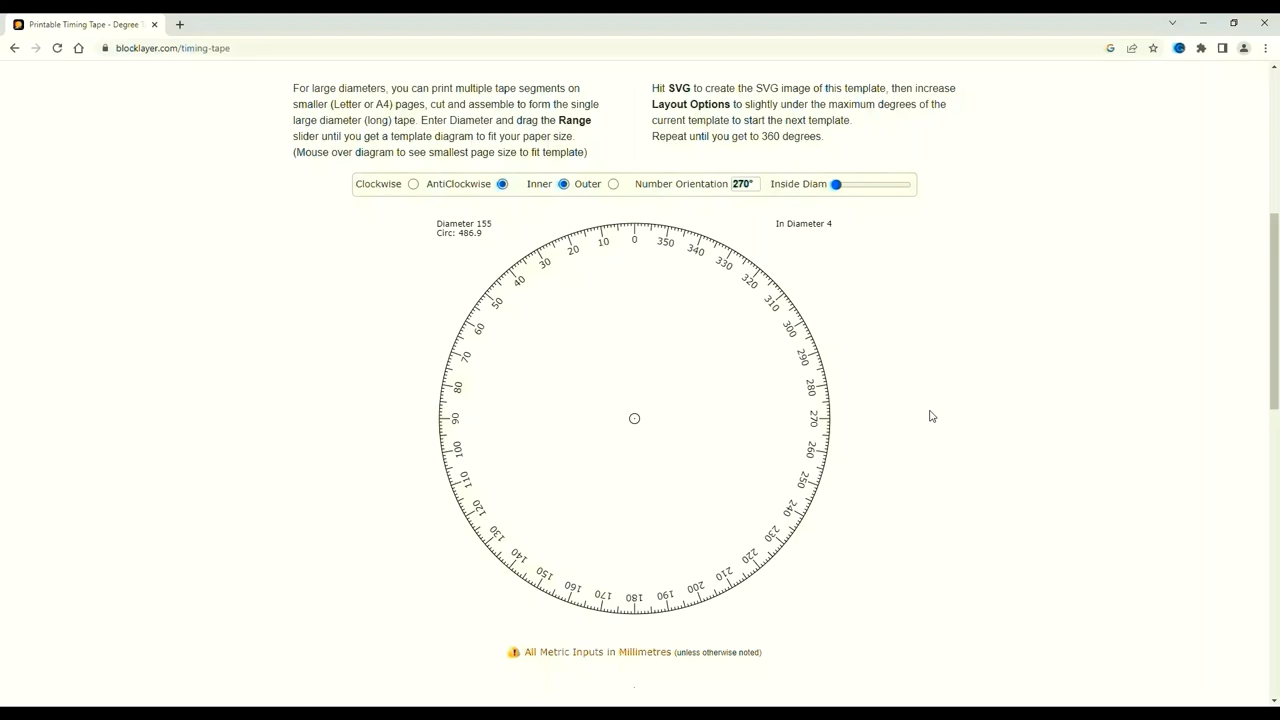 Printable Timing Tape - Degree
blocklayer.com/timing-tape
For large diameters, you can print multiple tape segments on
smaller (Letter or A4) pages, cut and assemble to form the single
large diameter (long) tape. Enter Diameter and drag the Range
slider until you get a template diagram to fit your paper size.
(Mouse over diagram to see smallest page size to fit template)
Hit SVG to create the SVG image of this template, then increase
Layout Options to slightly under the maximum degrees of the
current template to start the next template.
Repeat until you get to 360 degrees.
Clockwise AntiClockwise Inner Outer Number Orientation 270° Inside Diam
Diameter 155
Circ: 486.9
In Diameter 4
0
350
340
330
320
310
300
290
280
270
260
250
240
230
220
210
200
190
180
170
160
150
140
130
120
110
100
90
80
70
60
50
40
30
20
10
All Metric Inputs in Millimetres (unless otherwise noted)